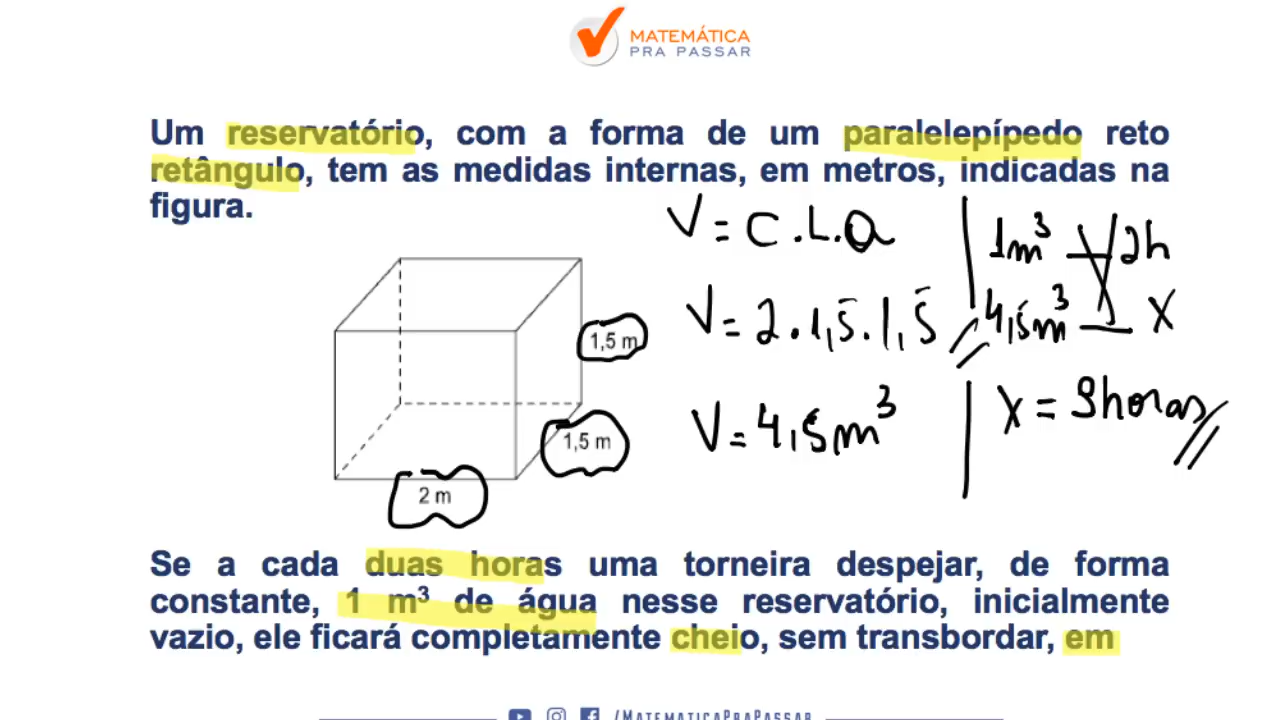 MATEMÁTICA
PRA PASSAR
Um reservatório, com a forma de um paralelepípedo reto
retângulo, tem as medidas internas, em metros, indicadas na
figura.
V = C.L.a
V = 2.1,5.1,5
V = 4,5m³
1m³ — 2h
4,5m³ — X
X = 9horas
1,5 m
1,5 m
2 m
Se a cada duas horas uma torneira despejar, de forma
constante, 1 m³ de água nesse reservatório, inicialmente
vazio, ele ficará completamente cheio, sem transbordar, em
/MATEMATICAPRAPASSAR